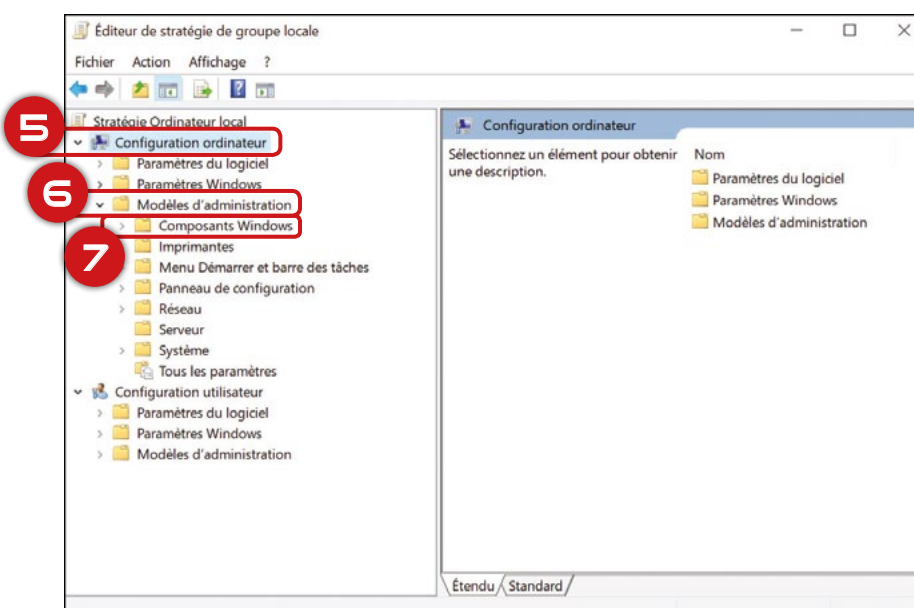 Éditeur de stratégie de groupe locale
Fichier Action Affichage ?
5
Stratégie Ordinateur local
Configuration ordinateur
Paramètres du logiciel
Paramètres Windows
6
Modèles d'administration
Composants Windows
7
Imprimantes
Menu Démarrer et barre des tâches
Panneau de configuration
Réseau
Serveur
Système
Tous les paramètres
Configuration utilisateur
Paramètres du logiciel
Paramètres Windows
Modèles d'administration
Configuration ordinateur
Sélectionnez un élément pour obtenir
une description.
Nom
Paramètres du logiciel
Paramètres Windows
Modèles d'administration
Étendu Standard